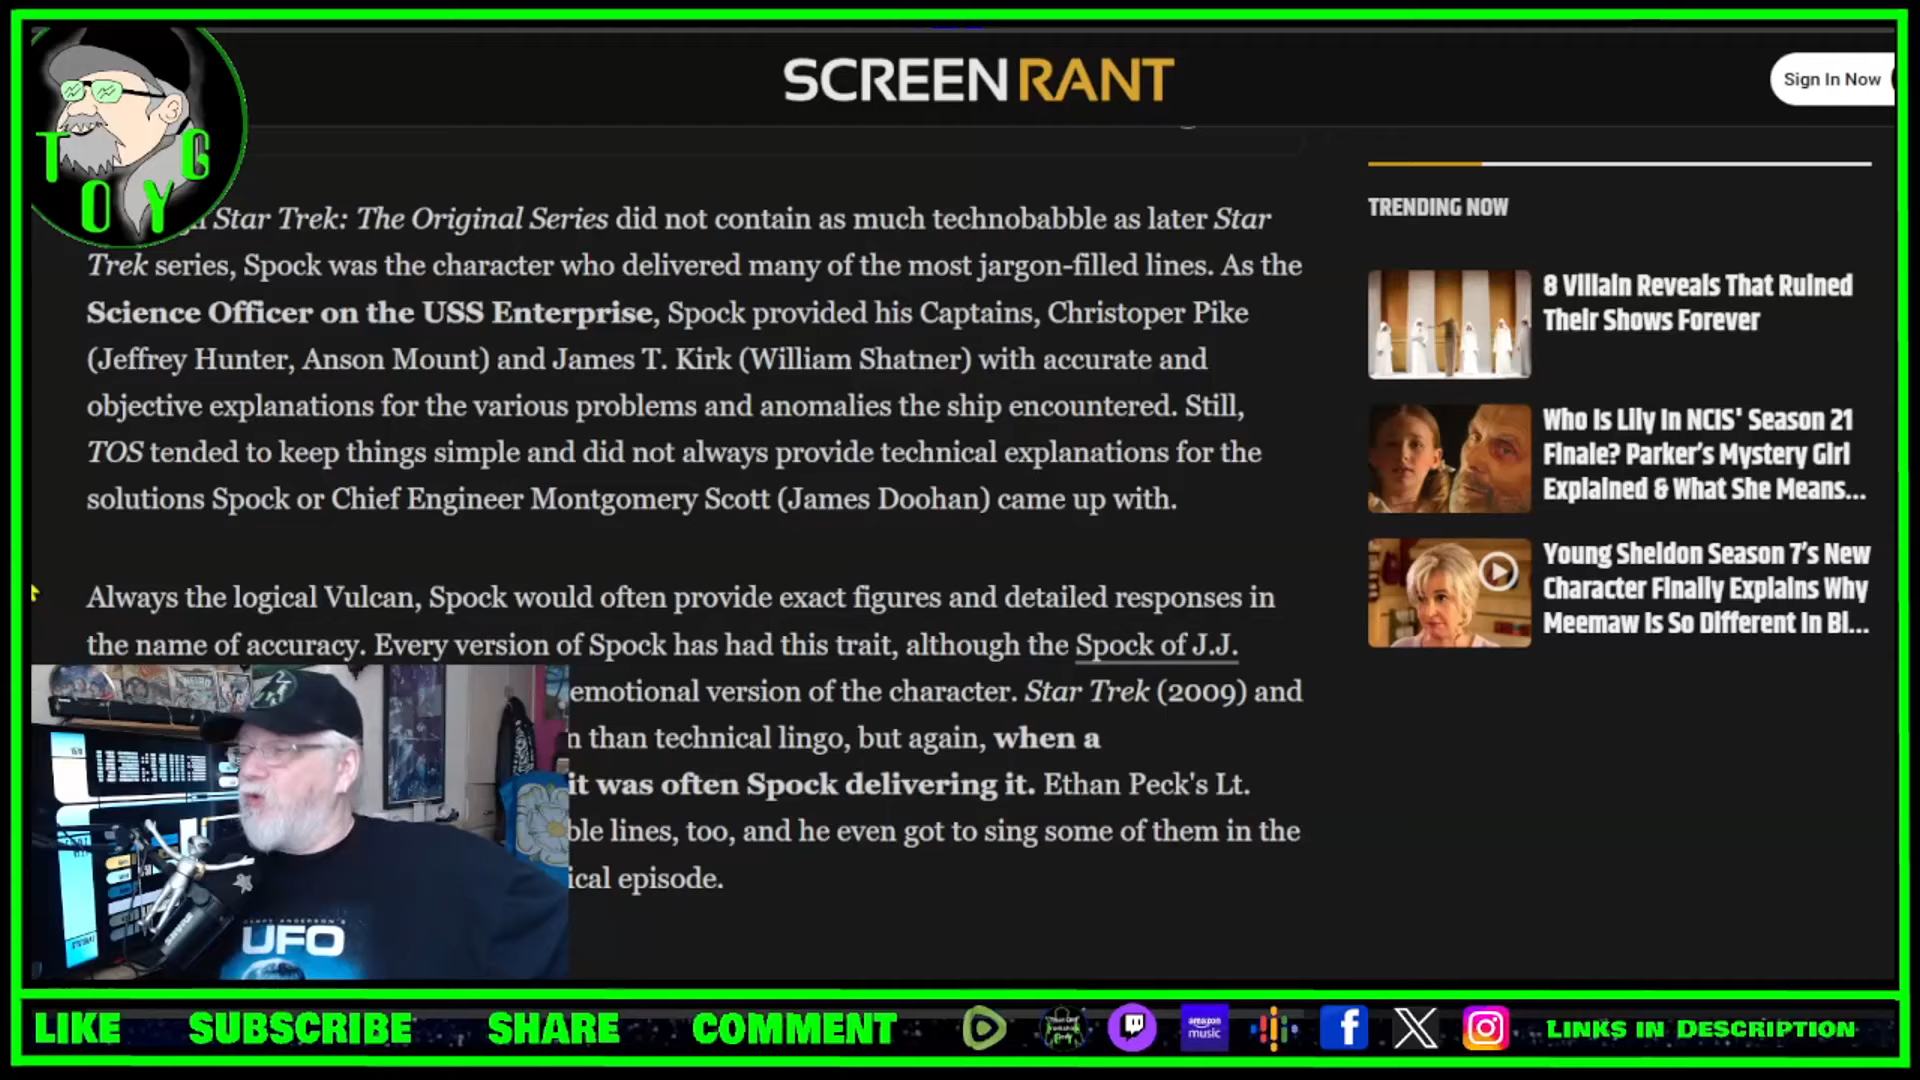 SCREENRANT
Sign In Now
TOYG
Star Trek: The Original Series did not contain as much technobabble as later Star
Trek series, Spock was the character who delivered many of the most jargon-filled lines. As the
Science Officer on the USS Enterprise, Spock provided his Captains, Christoper Pike
(Jeffrey Hunter, Anson Mount) and James T. Kirk (William Shatner) with accurate and
objective explanations for the various problems and anomalies the ship encountered. Still,
TOS tended to keep things simple and did not always provide technical explanations for the
solutions Spock or Chief Engineer Montgomery Scott (James Doohan) came up with.
Always the logical Vulcan, Spock would often provide exact figures and detailed responses in
the name of accuracy. Every version of Spock has had this trait, although the Spock of J.J.
emotional version of the character. Star Trek (2009) and
than technical lingo, but again, when a
it was often Spock delivering it. Ethan Peck's Lt.
lines, too, and he even got to sing some of them in the
episode.
TRENDING NOW
8 Villain Reveals That Ruined
Their Shows Forever
Who Is Lily In NCIS' Season 21
Finale? Parker's Mystery Girl
Explained & What She Means...
Young Sheldon Season 7's New
Character Finally Explains Why
Meemaw Is So Different In Bi...
UFO
LIKE SUBSCRIBE SHARE COMMENT
amazon
music
LINKS IN DESCRIPTION